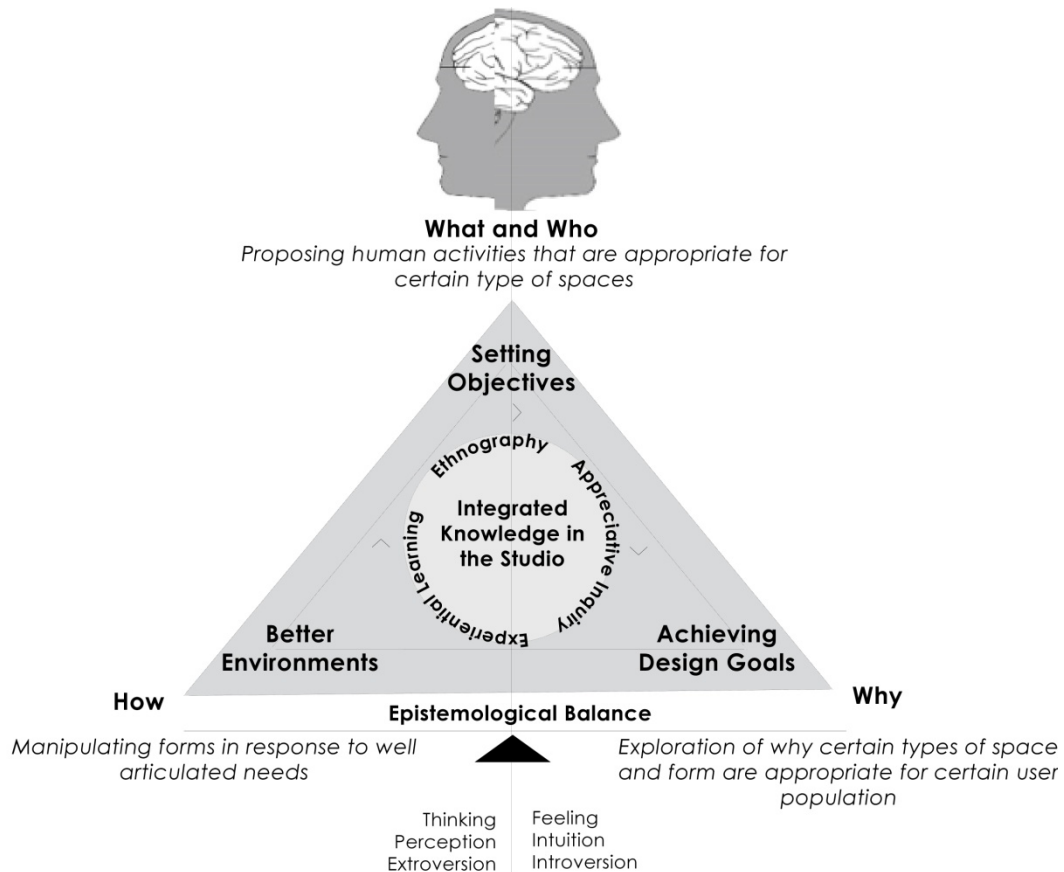 What and Who
Proposing human activities that are appropriate for
certain type of spaces
Setting
Objectives
Ethnography
Appreciative Inquiry
Experiential Learning
Integrated
Knowledge in
the Studio
Better
Environments
Achieving
Design Goals
How
Why
Epistemological Balance
Manipulating forms in response to well
articulated needs
Exploration of why certain types of space
and form are appropriate for certain user
population
Thinking
Perception
Extroversion
Feeling
Intuition
Introversion